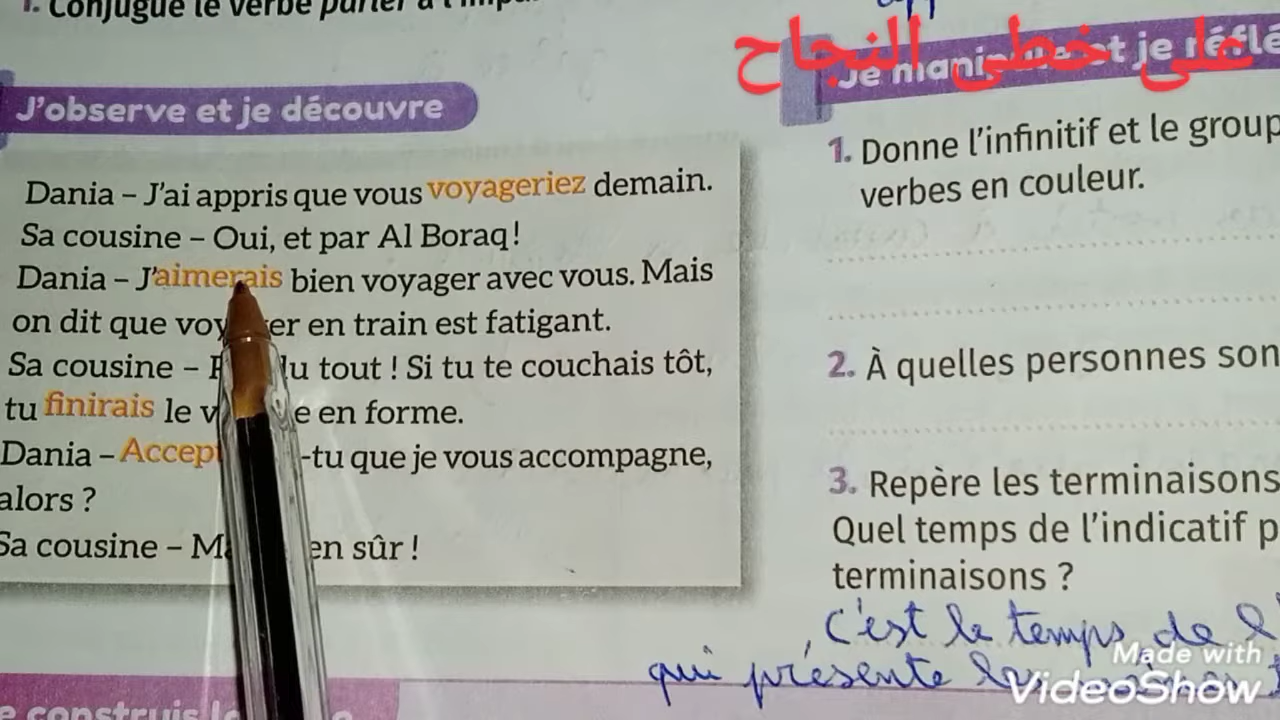 1. Conjugue le verbe parler à l'imp
J'observe et je découvre
Dania – J'ai appris que vous voyageriez demain.
Sa cousine – Oui, et par Al Boraq!
Dania – J'aimerais bien voyager avec vous. Mais
on dit que voy er en train est fatigant.
Sa cousine – lu tout ! Si tu te couchais tôt,
tu finirais le v e en forme.
Dania – Accep -tu que je vous accompagne,
alors ?
Sa cousine – Ma en sûr !
e construis l
على خطى النجاح
Je mani et je réflé
1. Donne l'infinitif et le group
verbes en couleur.
2. À quelles personnes son
3. Repère les terminaisons
Quel temps de l'indicatif p
terminaisons ?
C'est le temps de l'
qui présente les
Made with
VideoShow